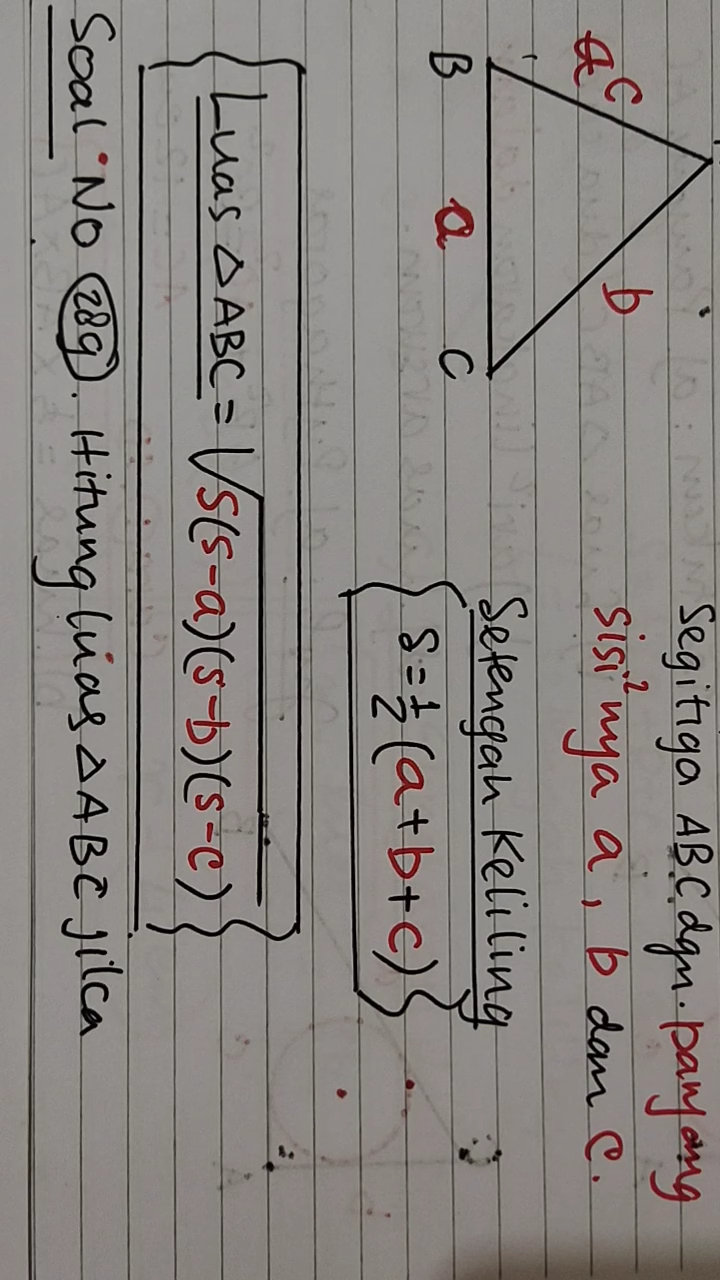 Segitiga ABC dgn. panjang
sisi²nya a, b dan c.
c
b
B
a
C
Setengah Keliling
s = 1/2 (a+b+c)
Luas △ABC = √s(s-a)(s-b)(s-c)
Soal No 289. Hitung luas △ABC jika